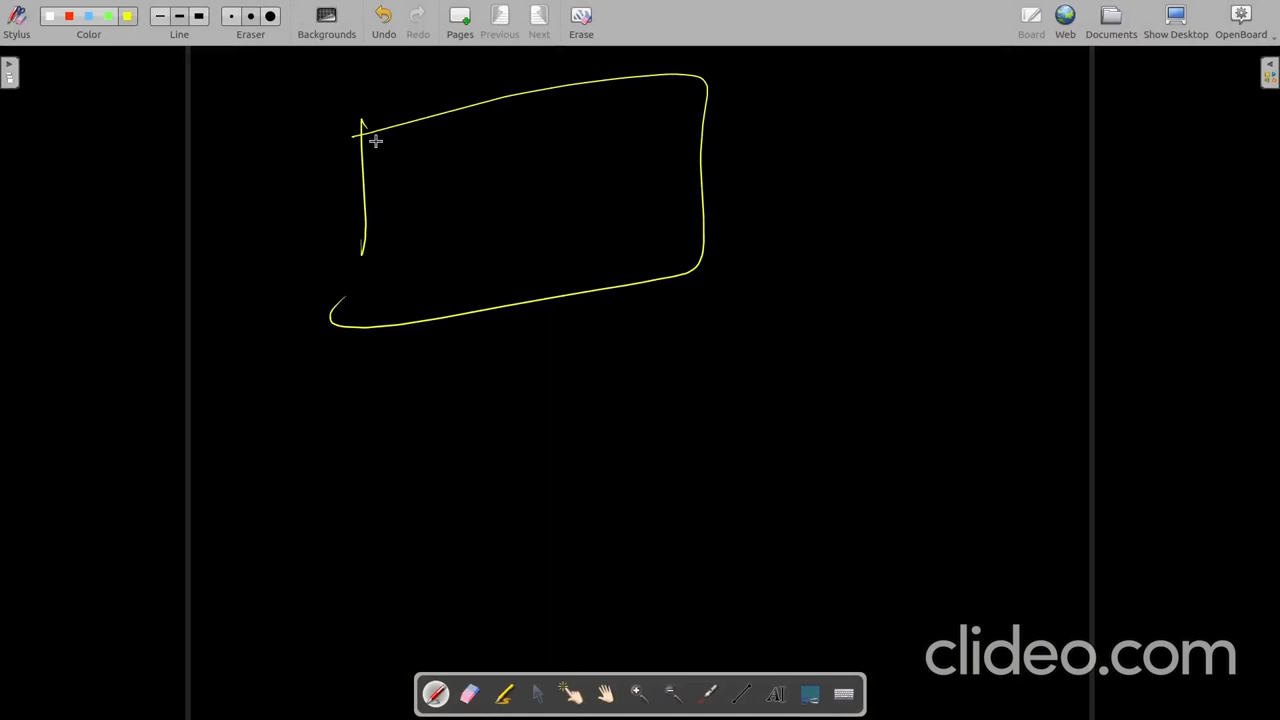 Stylus
Color
Line
Eraser
Backgrounds
Undo
Redo
Pages
Previous
Next
Erase
Board
Web
Documents
Show Desktop
OpenBoard
AI
clideo.com